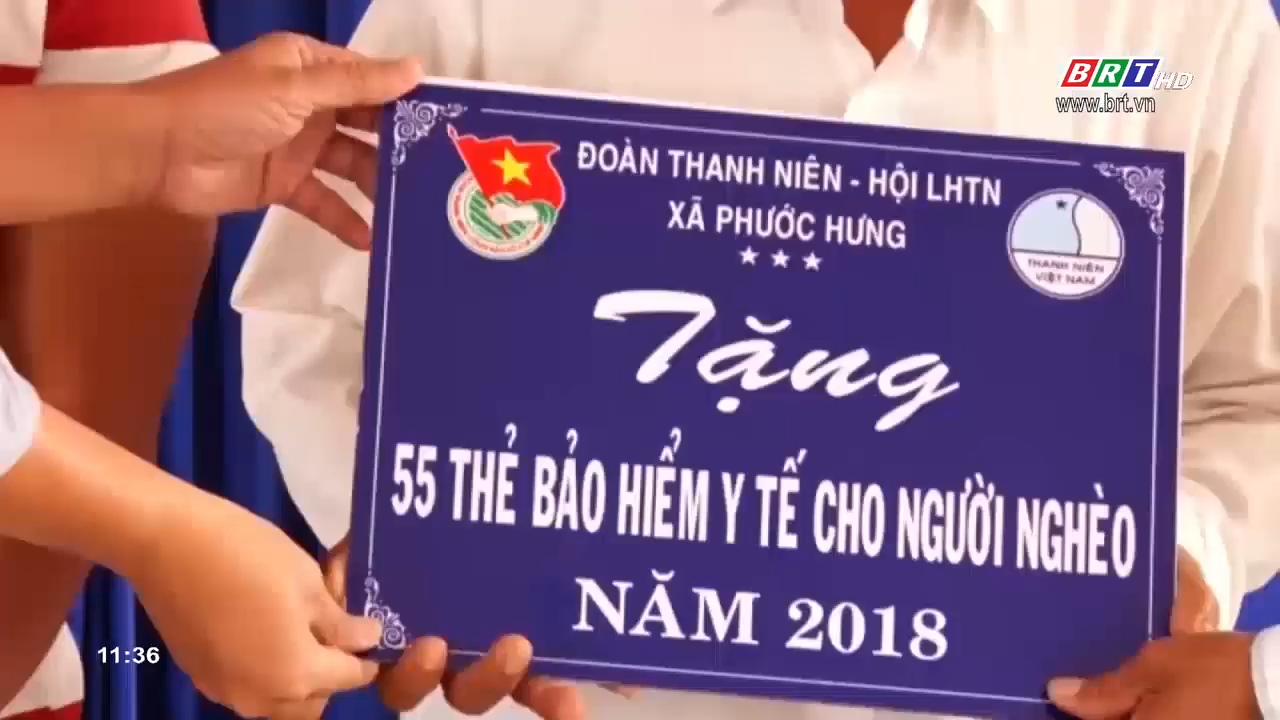 BRT HD
www.brt.vn
ĐOÀN THANH NIÊN - HỘI LHTN
XÃ PHƯỚC HƯNG
THANH NIÊN
VIỆT NAM
Tặng
55 THẺ BẢO HIỂM Y TẾ CHO NGƯỜI NGHÈO
NĂM 2018
11:36